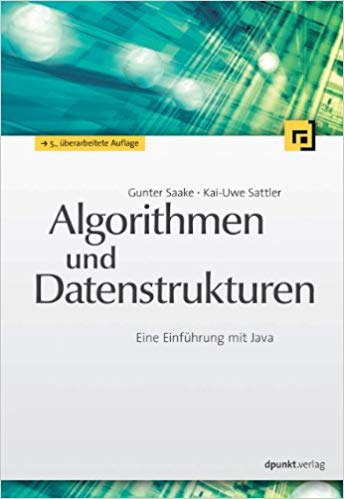 → 5., überarbeitete Auflage
Gunter Saake • Kai-Uwe Sattler
Algorithmen
und
Datenstrukturen
Eine Einführung mit Java
dpunkt.verlag